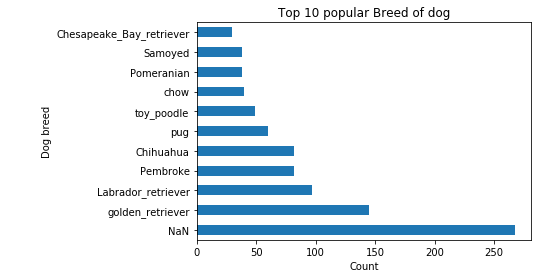 Top 10 popular Breed of dog
Chesapeake_Bay_retriever
Samoyed
Pomeranian
chow
toy_poodle
pug
Chihuahua
Pembroke
Labrador_retriever
golden_retriever
NaN
Dog breed
0 50 100 150 200 250
Count